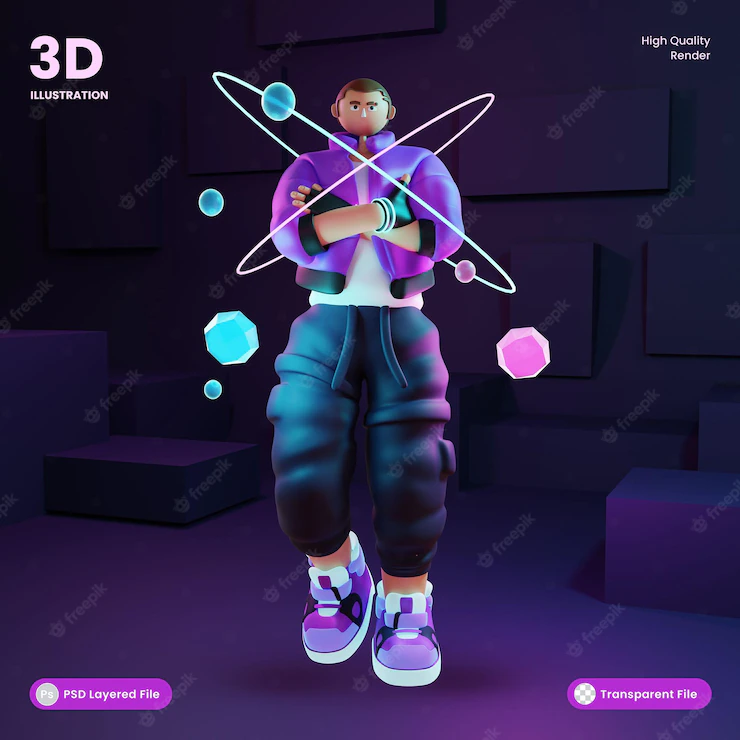 3D
ILLUSTRATION
High Quality
Render
Ps PSD Layered File
Transparent File
freepik